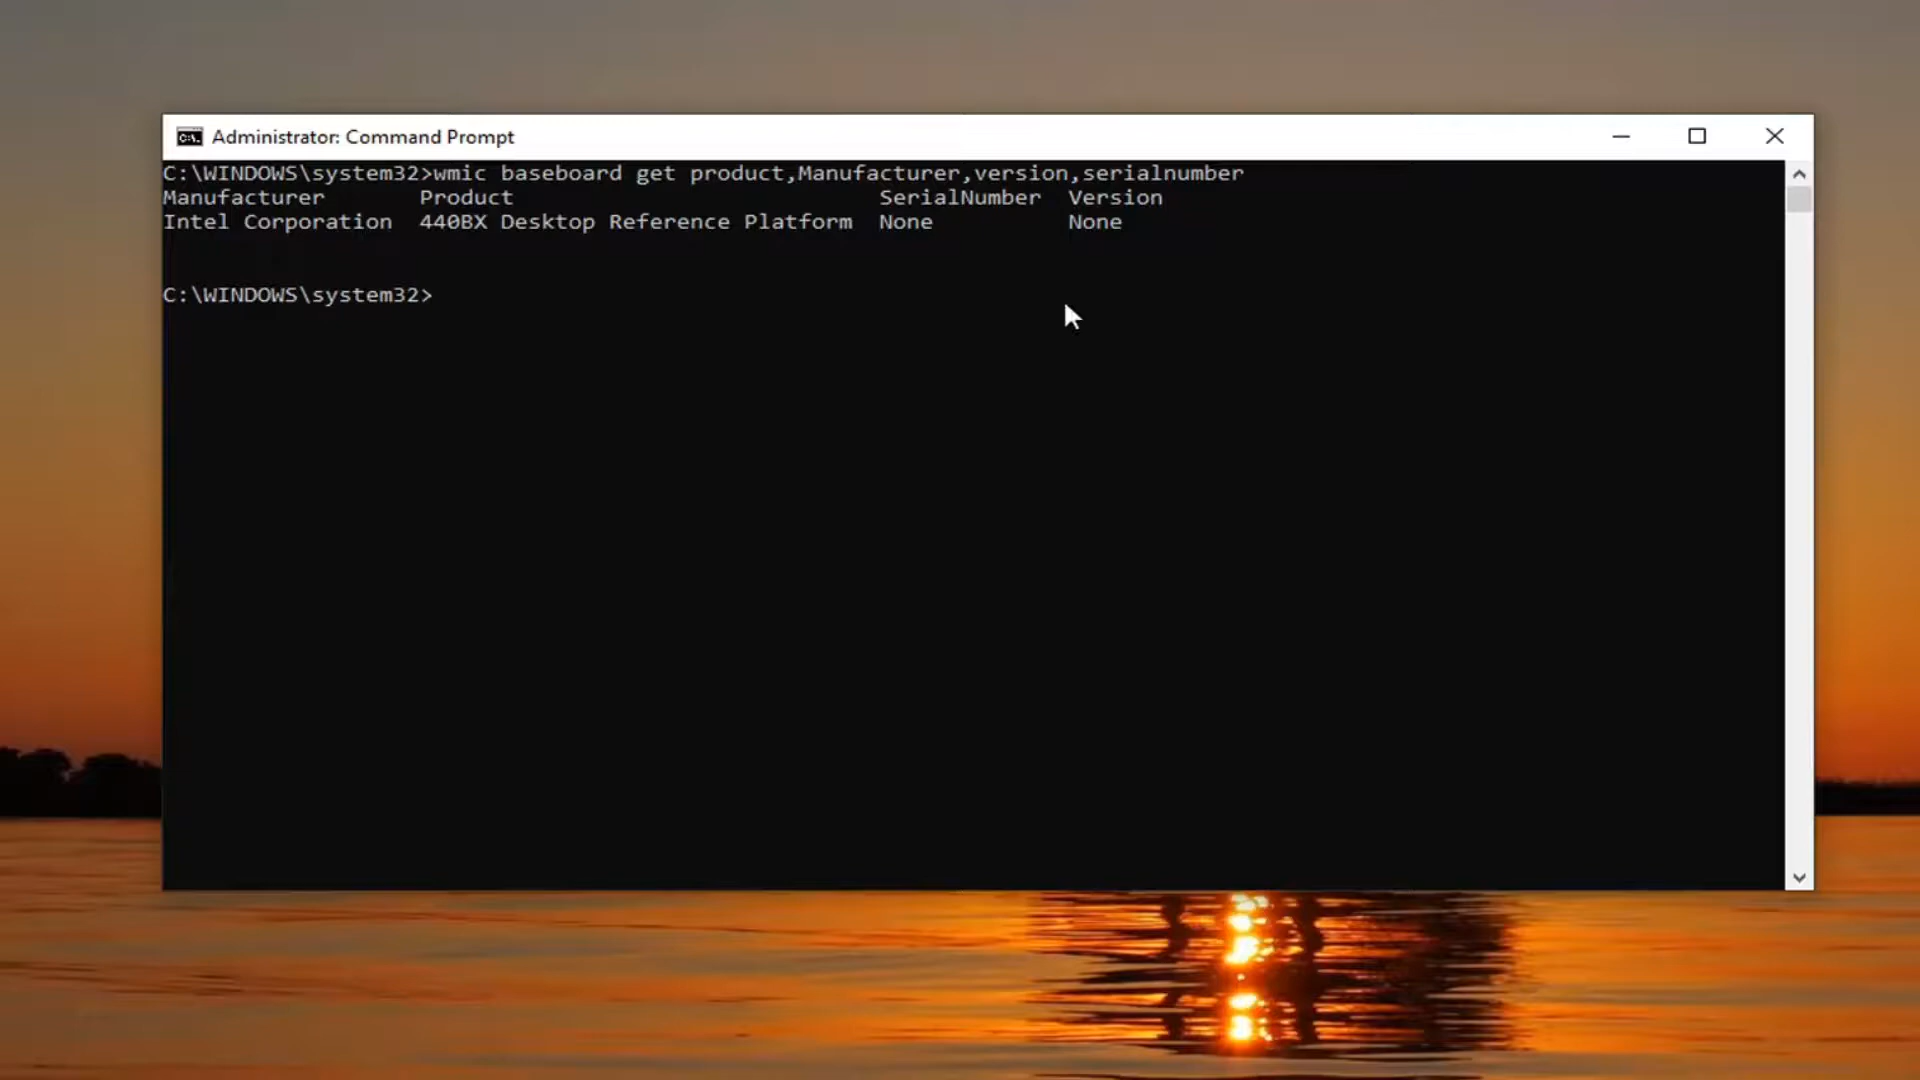 Administrator: Command Prompt
C:\WINDOWS\system32>wmic baseboard get product,Manufacturer,version,serialnumber
Manufacturer Product SerialNumber Version
Intel Corporation 440BX Desktop Reference Platform None None
C:\WINDOWS\system32>